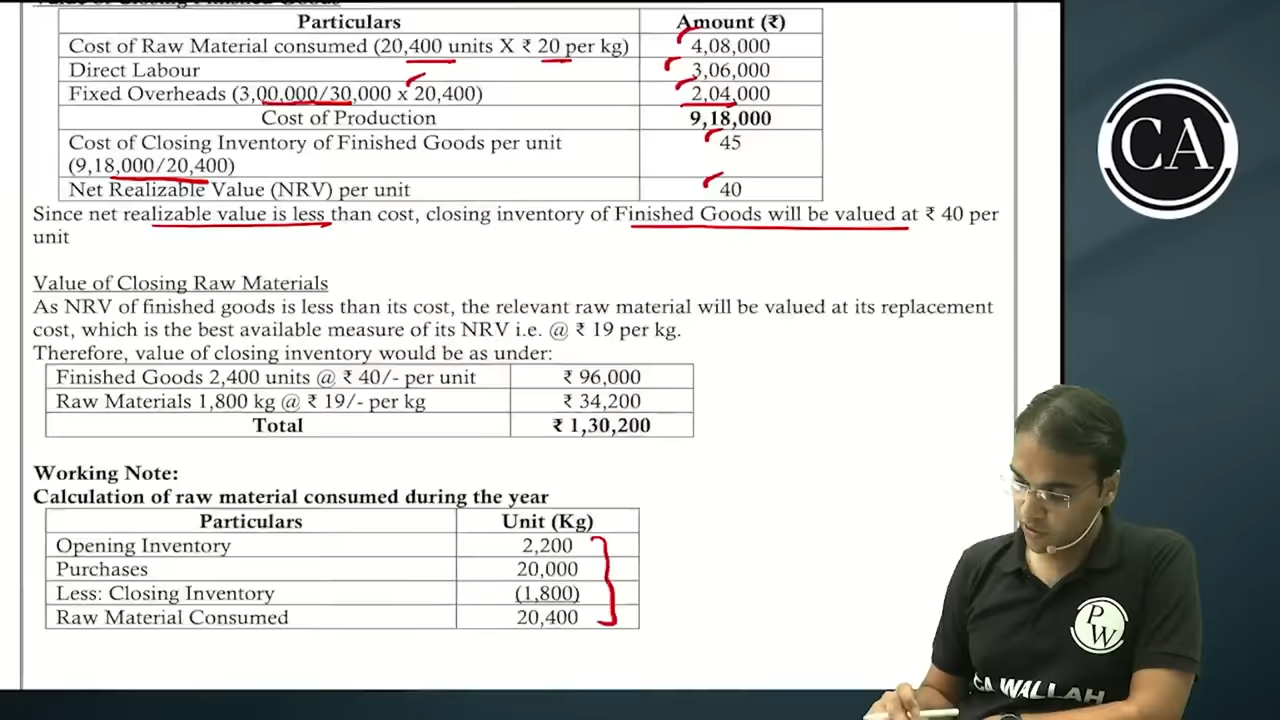 Value of Closing Finished Goods
Particulars Amount (₹)
Cost of Raw Material consumed (20,400 units X ₹ 20 per kg) 4,08,000
Direct Labour 3,06,000
Fixed Overheads (3,00,000/30,000 x 20,400) 2,04,000
Cost of Production 9,18,000
Cost of Closing Inventory of Finished Goods per unit 45
(9,18,000/20,400)
Net Realizable Value (NRV) per unit 40
Since net realizable value is less than cost, closing inventory of Finished Goods will be valued at ₹ 40 per
unit
Value of Closing Raw Materials
As NRV of finished goods is less than its cost, the relevant raw material will be valued at its replacement
cost, which is the best available measure of its NRV i.e. @ ₹ 19 per kg.
Therefore, value of closing inventory would be as under:
Finished Goods 2,400 units @ ₹ 40/- per unit ₹ 96,000
Raw Materials 1,800 kg @ ₹ 19/- per kg ₹ 34,200
Total ₹ 1,30,200
Working Note:
Calculation of raw material consumed during the year
Particulars Unit (Kg)
Opening Inventory 2,200
Purchases 20,000
Less: Closing Inventory (1,800)
Raw Material Consumed 20,400
CA
P
W
CA WALLAH